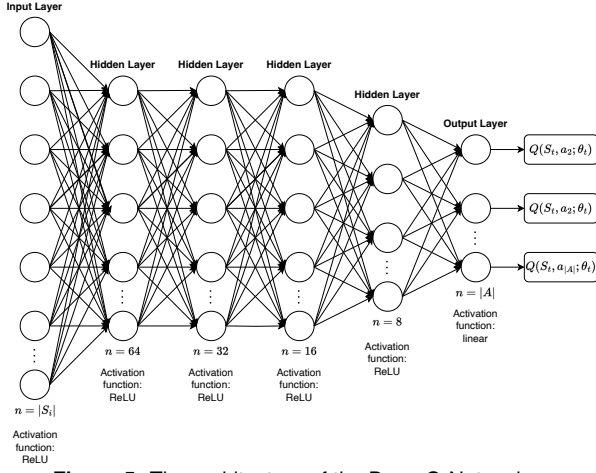 Input Layer
Hidden Layer
Hidden Layer
Hidden Layer
Hidden Layer
Output Layer
Q(S_t, a_2; θ_t)
Q(S_t, a_2; θ_t)
Q(S_t, a_{|A|}; θ_t)
n = |A|
Activation
function:
linear
n = 8
Activation
function:
ReLU
n = 64
Activation
function:
ReLU
n = 32
Activation
function:
ReLU
n = 16
Activation
function:
ReLU
n = |S_i|
Activation
function:
ReLU